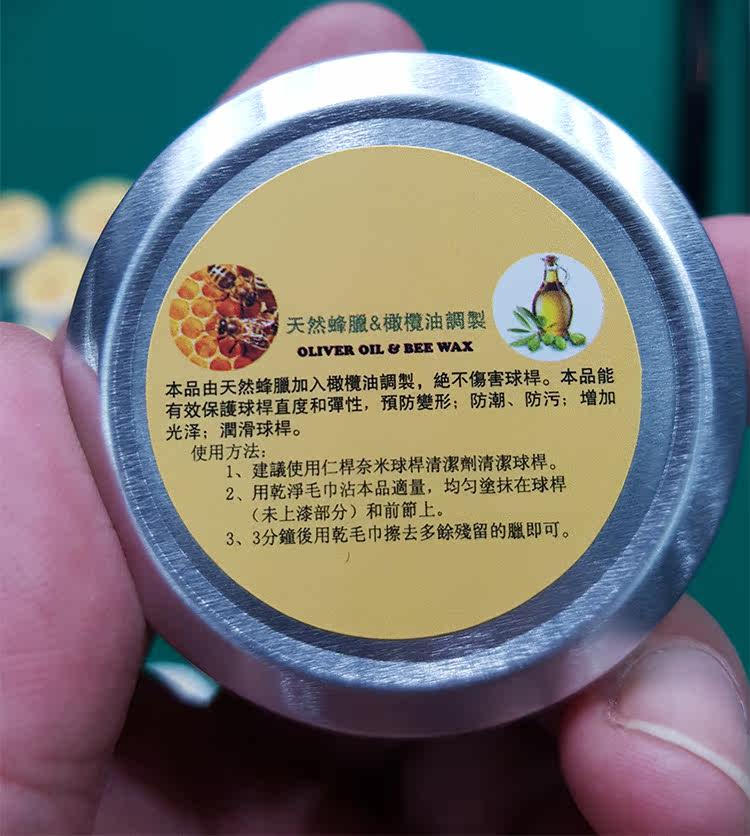 天然蜂臘&橄欖油調製
OLIVER OIL & BEE WAX
本品由天然蜂臘加入橄欖油調製，絕不傷害球桿。本品能
有效保護球桿直度和彈性，預防變形；防潮、防污；增加
光泽；潤滑球桿。
使用方法：
1、建議使用仁桿奈米球桿清潔劑清潔球桿。
2、用乾淨毛巾沾本品適量，均匀塗抹在球桿
（未上漆部分）和前節上。
3、3分鐘後用乾毛巾擦去多餘殘留的臘即可。